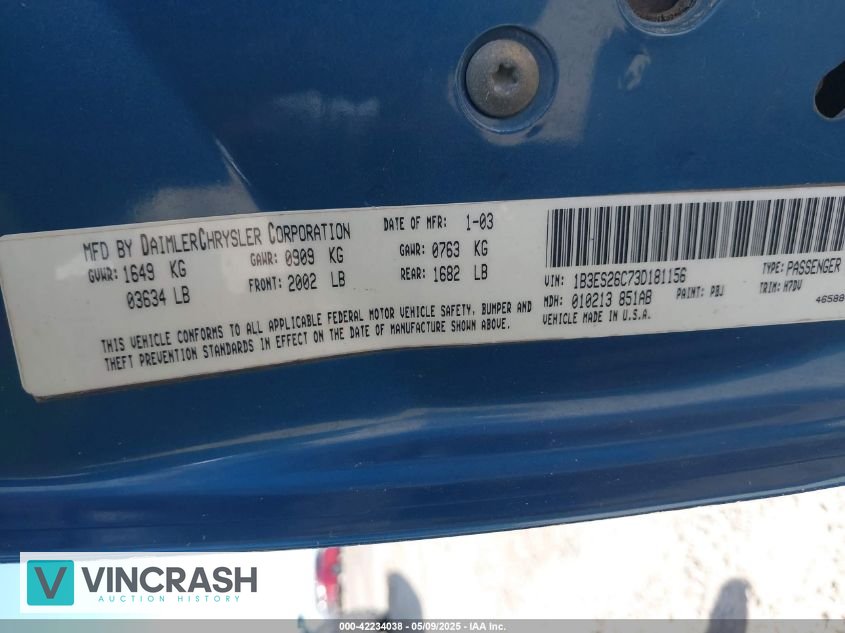 MFD BY DAIMLERCHRYSLER CORPORATION DATE OF MFR: 1-03
GVWR: 1649 KG GAWR: 0909 KG GAWR: 0763 KG
03634 LB FRONT: 2002 LB REAR: 1682 LB
THIS VEHICLE CONFORMS TO ALL APPLICABLE FEDERAL MOTOR VEHICLE SAFETY, BUMPER AND
THEFT PREVENTION STANDARDS IN EFFECT ON THE DATE OF MANUFACTURE SHOWN ABOVE.
VIN: 1B3ES26C73D181156 TYPE: PASSENGER
MDH: 010213 851AB PAINT: PBJ TRIM: H7DV
VEHICLE MADE IN U.S.A. 46588
VINCRASH
AUCTION HISTORY
000-42234038 - 05/09/2025 - IAA Inc.